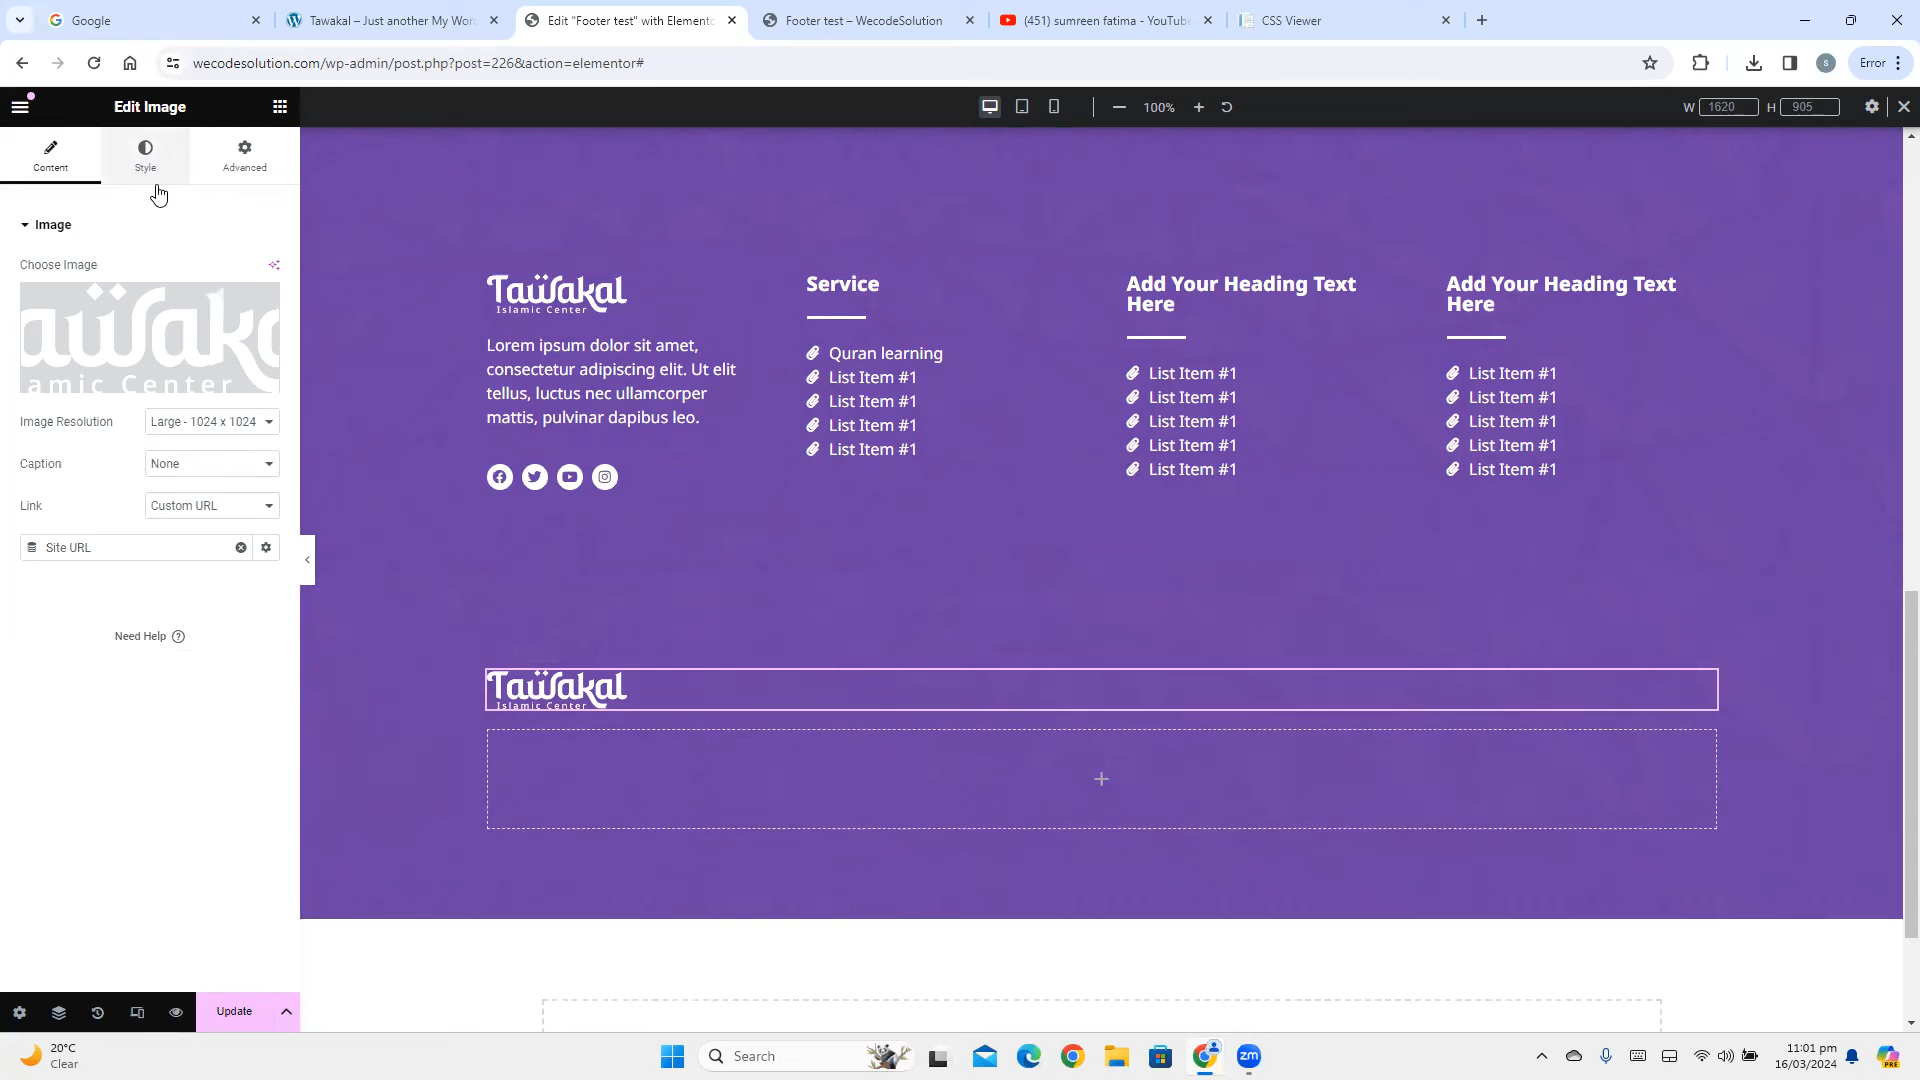 Google
Tawakal – Just another My Wor
Edit "Footer test" with Elemento
Footer test – WecodeSolution
(451) sumreen fatima - YouTube
CSS Viewer
wecodesolution.com/wp-admin/post.php?post=226&action=elementor#
S
Error
Edit Image
100%
W 1620 H 905
Content
Style
Advanced
Image
Choose Image
Image Resolution
Large - 1024 x 1024
Caption
None
Link
Custom URL
Site URL
Need Help ?
Update
Tawakal
Islamic Center
Lorem ipsum dolor sit amet,
consectetur adipiscing elit. Ut elit
tellus, luctus nec ullamcorper
mattis, pulvinar dapibus leo.
Service
Quran learning
List Item #1
List Item #1
List Item #1
List Item #1
Add Your Heading Text
Here
List Item #1
List Item #1
List Item #1
List Item #1
List Item #1
Add Your Heading Text
Here
List Item #1
List Item #1
List Item #1
List Item #1
List Item #1
Tawakal
Islamic Center
20°C
Clear
Search
zm
11:01 pm
16/03/2024
PRE